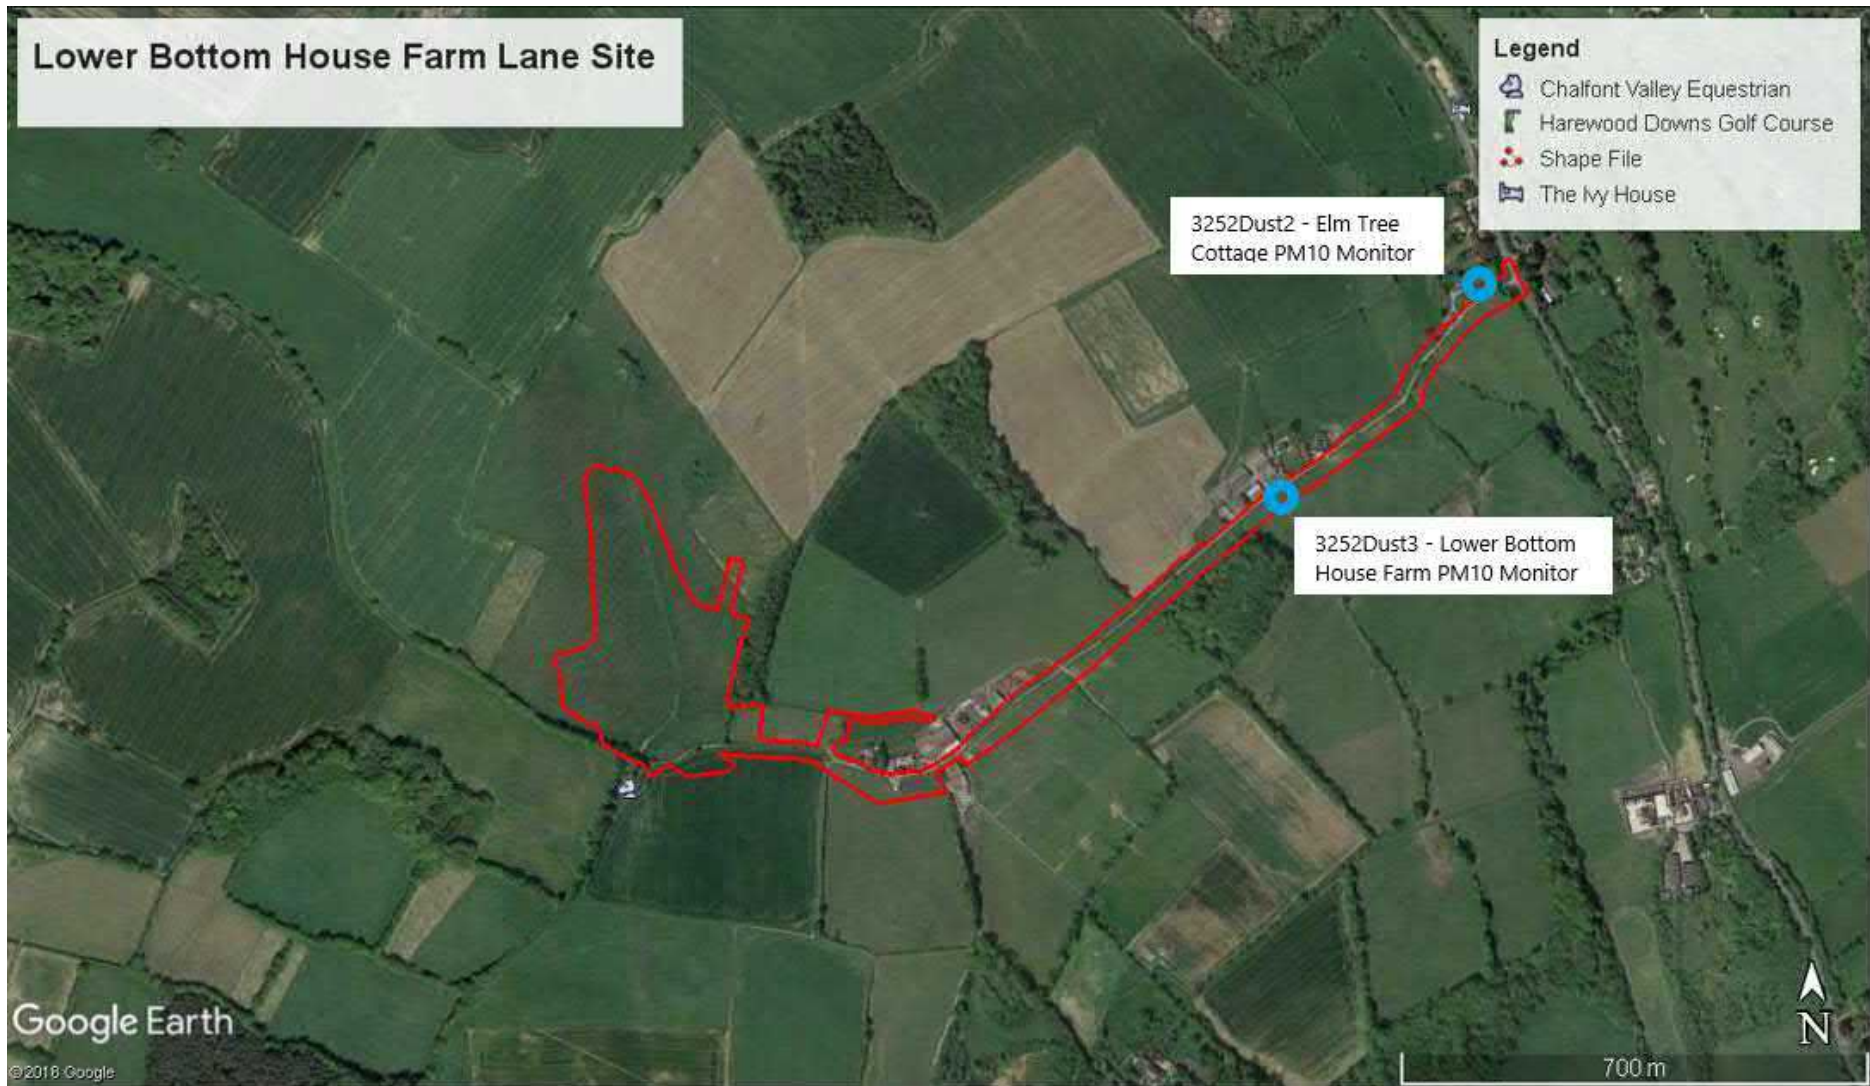 Lower Bottom House Farm Lane Site
Legend
Chalfont Valley Equestrian
Harewood Downs Golf Course
Shape File
The Ivy House
3252Dust2 - Elm Tree
Cottage PM10 Monitor
3252Dust3 - Lower Bottom
House Farm PM10 Monitor
Google Earth
©2018 Google
N
700 m